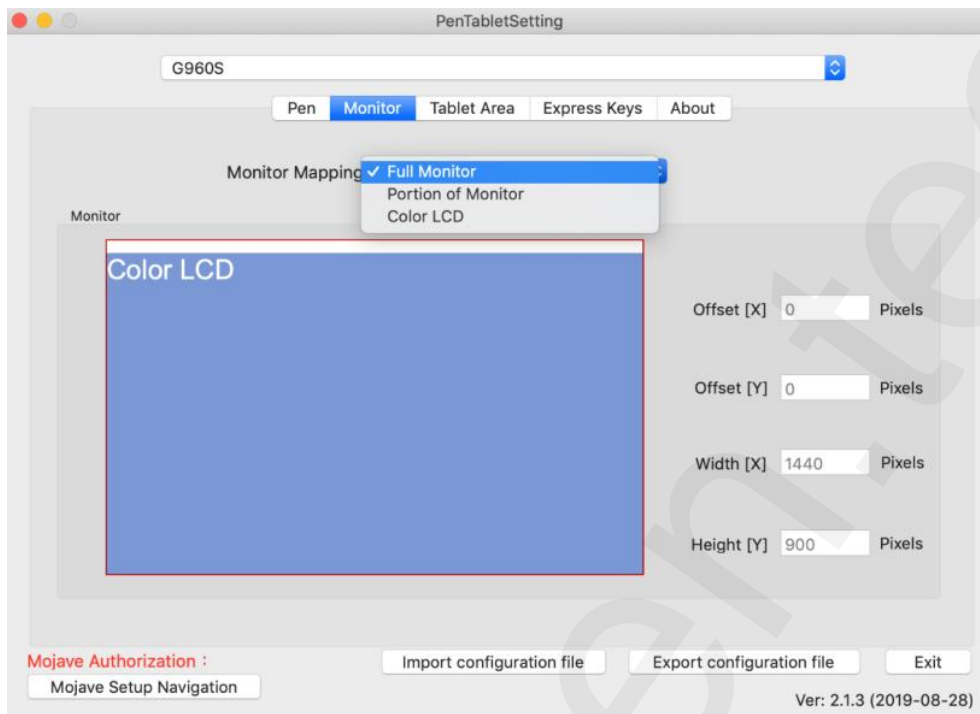 PenTabletSetting
G960S
Pen Monitor Tablet Area Express Keys About
Monitor Mapping ✓ Full Monitor
Portion of Monitor
Color LCD
Monitor
Color LCD
Offset [X] 0 Pixels
Offset [Y] 0 Pixels
Width [X] 1440 Pixels
Height [Y] 900 Pixels
Mojave Authorization :
Import configuration file Export configuration file Exit
Mojave Setup Navigation
Ver: 2.1.3 (2019-08-28)